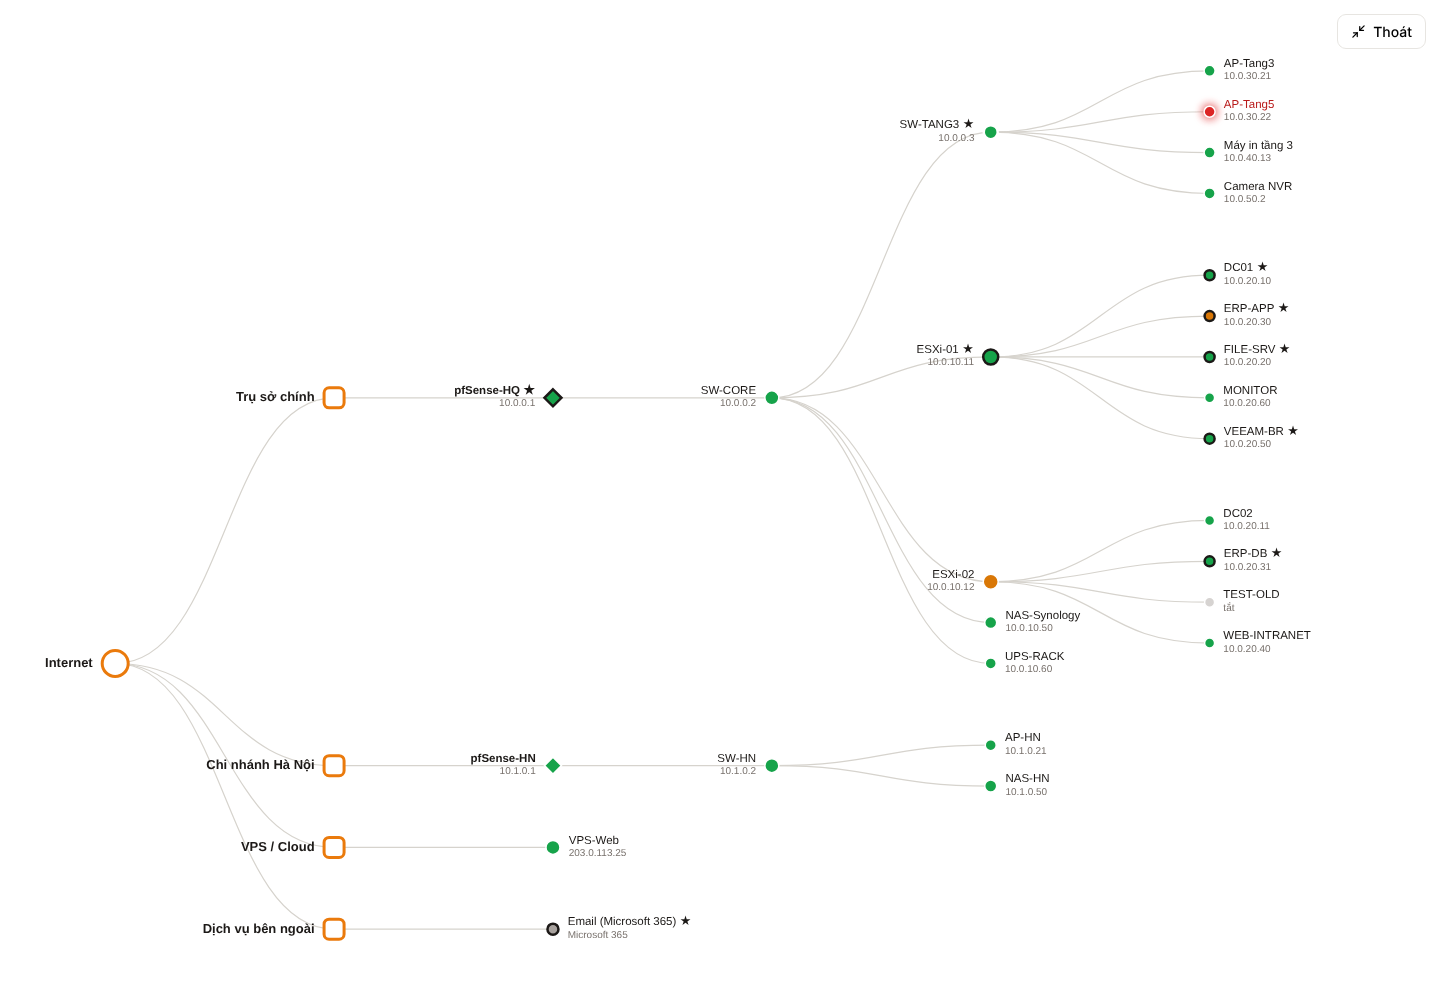 Thoát
AP-Tang3
10.0.30.21
AP-Tang5
10.0.30.22
SW-TANG3 ★
10.0.0.3
Máy in tầng 3
10.0.40.13
Camera NVR
10.0.50.2
DC01 ★
10.0.20.10
ERP-APP ★
10.0.20.30
ESXi-01 ★
10.0.10.11
FILE-SRV ★
10.0.20.20
Trụ sở chính
pfSense-HQ ★
10.0.0.1
SW-CORE
10.0.0.2
MONITOR
10.0.20.60
VEEAM-BR ★
10.0.20.50
DC02
10.0.20.11
ERP-DB ★
10.0.20.31
ESXi-02
10.0.10.12
TEST-OLD
tắt
NAS-Synology
10.0.10.50
WEB-INTRANET
10.0.20.40
Internet
UPS-RACK
10.0.10.60
AP-HN
10.1.0.21
Chi nhánh Hà Nội
pfSense-HN
10.1.0.1
SW-HN
10.1.0.2
NAS-HN
10.1.0.50
VPS / Cloud
VPS-Web
203.0.113.25
Dịch vụ bên ngoài
Email (Microsoft 365) ★
Microsoft 365